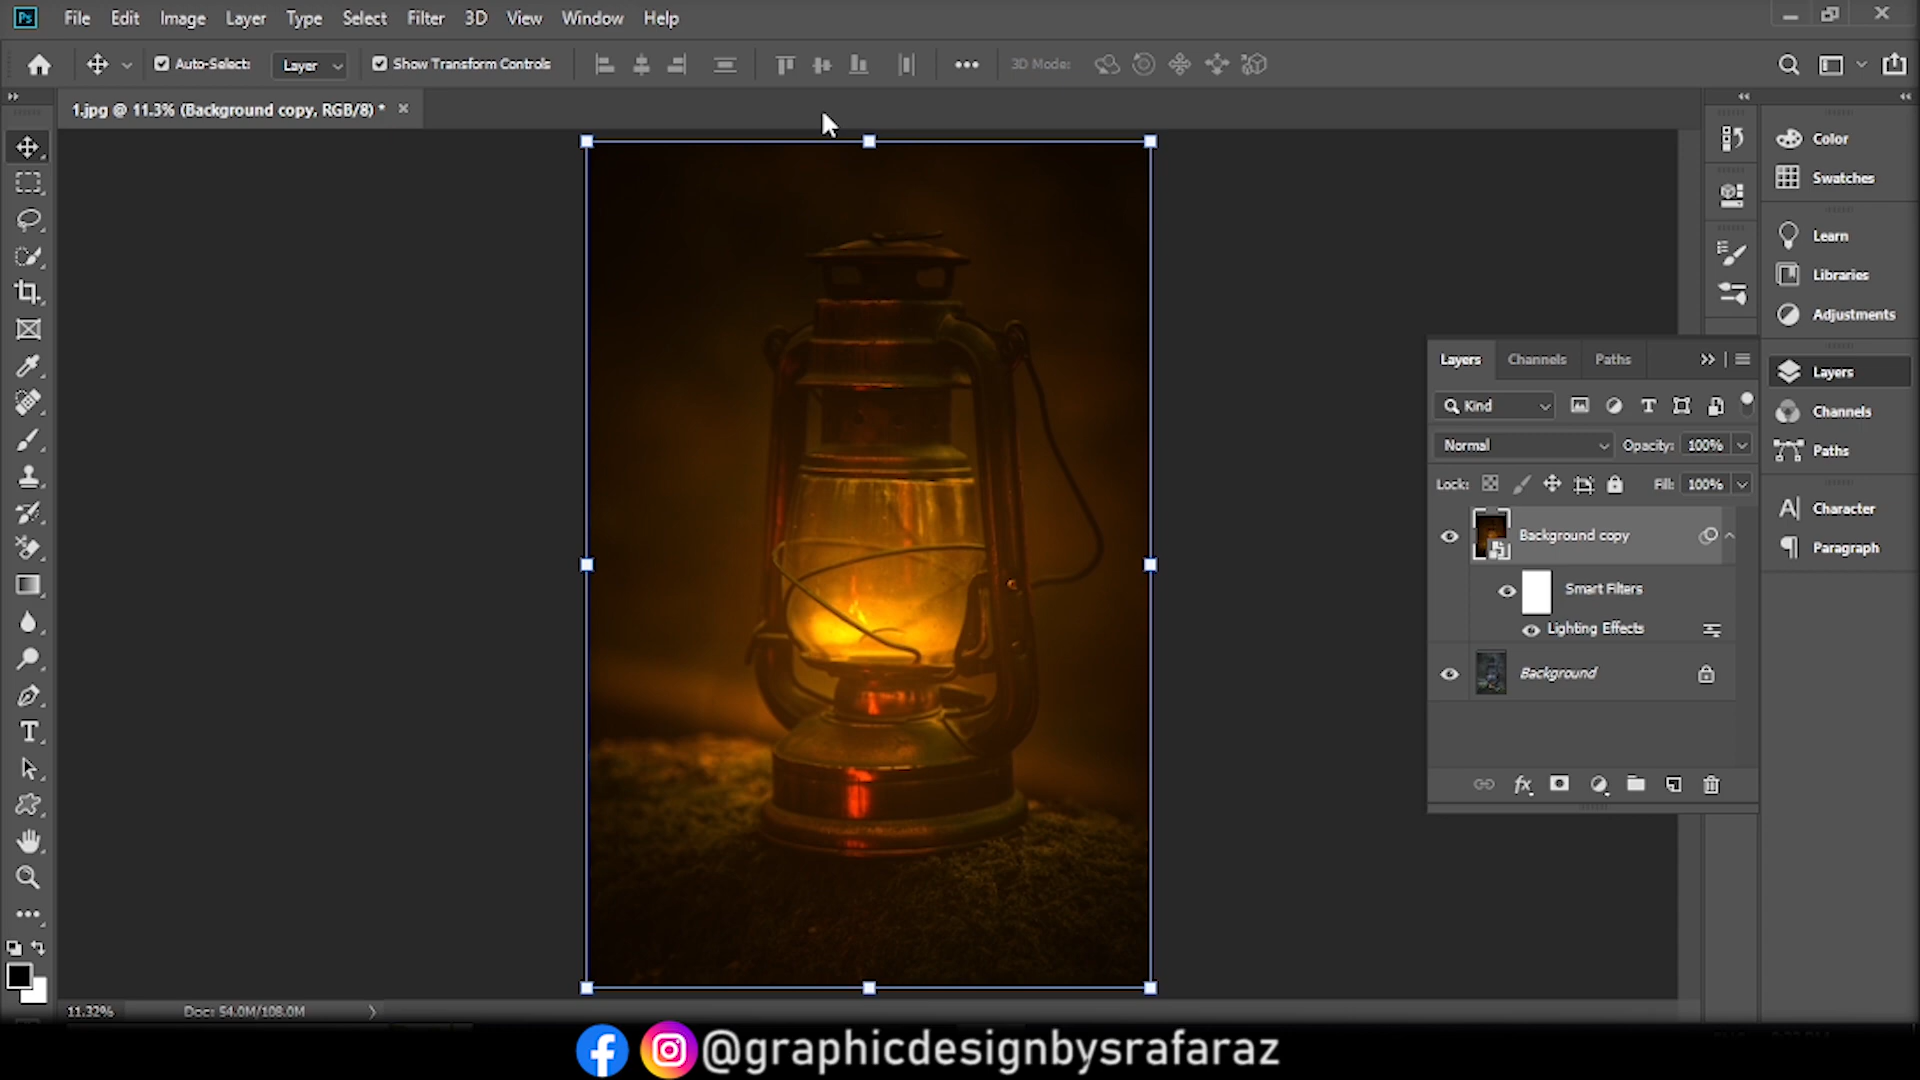 Ps File Edit Image Layer Type Select Filter 3D View Window Help
Auto-Select: Layer Show Transform Controls 3D Mode:
1.jpg @ 11.3% (Background copy, RGB/8) * ×
Color
Swatches
Learn
Libraries
Adjustments
Layers
Channels
Paths
Character
Paragraph
Layers Channels Paths
Kind
Normal Opacity: 100%
Lock: Fill: 100%
Background copy
Smart Filters
Lighting Effects
Background
fx
11.32% Doc: 54.0M/108.0M
@graphicdesignbysrafaraz